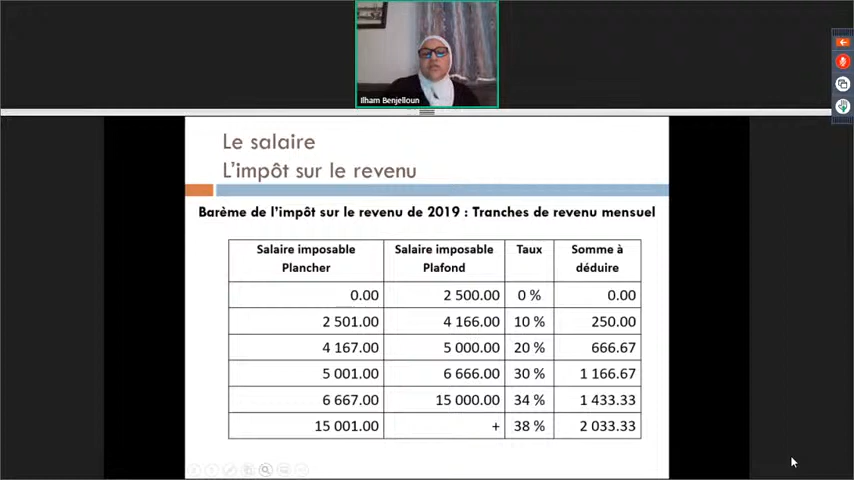 Ilham Benjelloun
Le salaire
L'impôt sur le revenu
Barème de l'impôt sur le revenu de 2019 : Tranches de revenu mensuel
Salaire imposable Plancher Salaire imposable Plafond Taux Somme à déduire
0.00 2 500.00 0 % 0.00
2 501.00 4 166.00 10 % 250.00
4 167.00 5 000.00 20 % 666.67
5 001.00 6 666.00 30 % 1 166.67
6 667.00 15 000.00 34 % 1 433.33
15 001.00 + 38 % 2 033.33